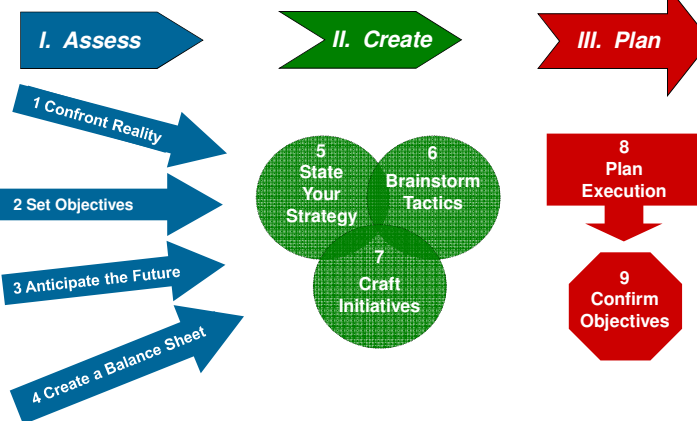 I. Assess
II. Create
III. Plan
1 Confront Reality
2 Set Objectives
3 Anticipate the Future
4 Create a Balance Sheet
5
State
Your
Strategy
6
Brainstorm
Tactics
7
Craft
Initiatives
8
Plan
Execution
9
Confirm
Objectives